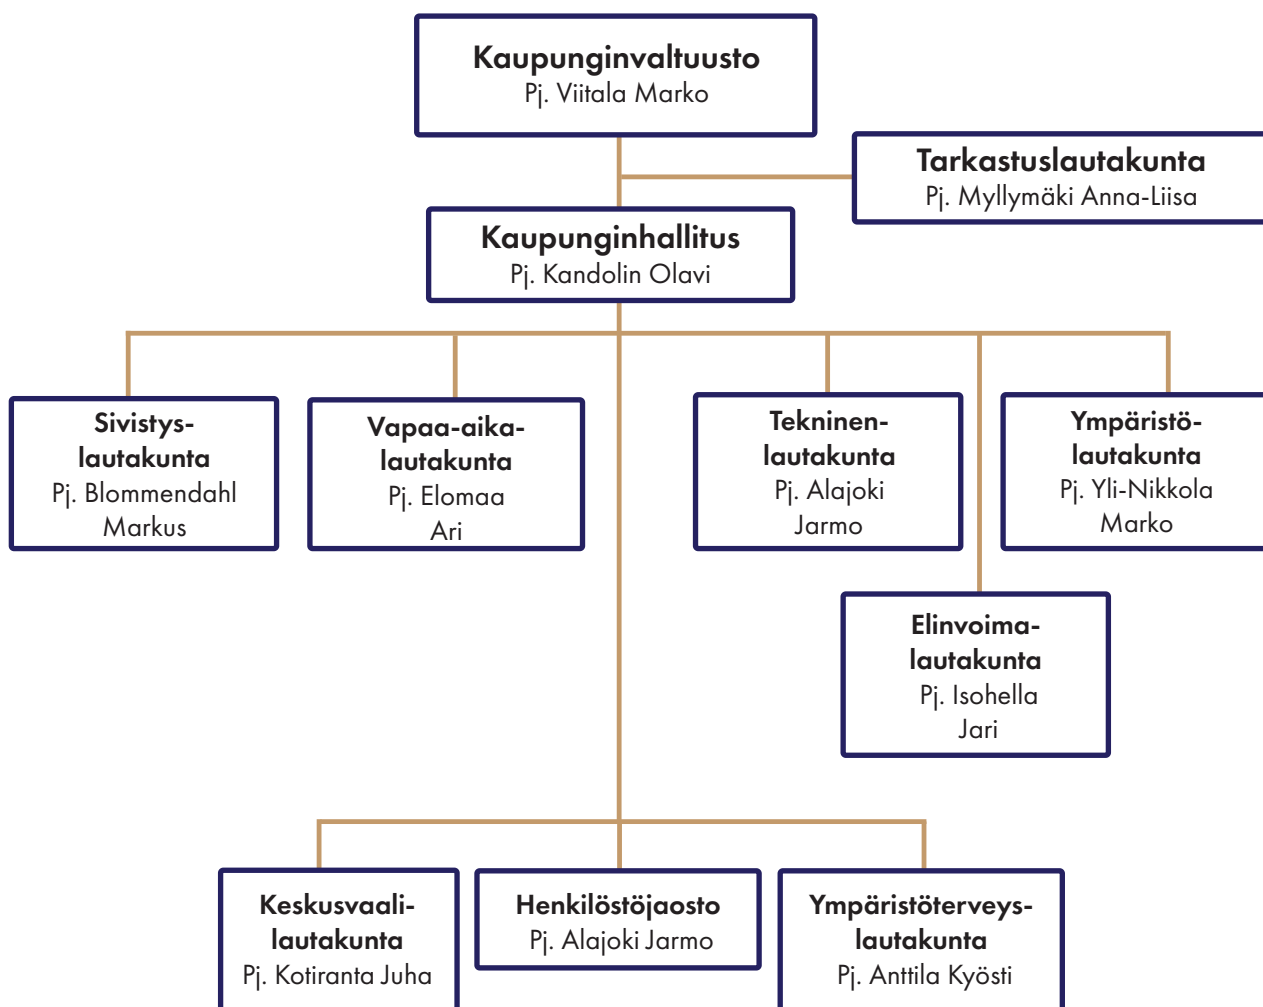 Kaupunginvaltuusto
Pj. Viitala Marko
Tarkastuslautakunta
Pj. Myllymäki Anna-Liisa
Kaupunginhallitus
Pj. Kandolin Olavi
Sivistys-
lautakunta
Pj. Blommendahl
Markus
Vapaa-aika-
lautakunta
Pj. Elomaa
Ari
Tekninen-
lautakunta
Pj. Alajoki
Jarmo
Ympäristö-
lautakunta
Pj. Yli-Nikkola
Marko
Elinvoima-
lautakunta
Pj. Isohella
Jari
Keskusvaali-
lautakunta
Pj. Kotiranta Juha
Henkilöstöjaosto
Pj. Alajoki Jarmo
Ympäristöterveys-
lautakunta
Pj. Anttila Kyösti